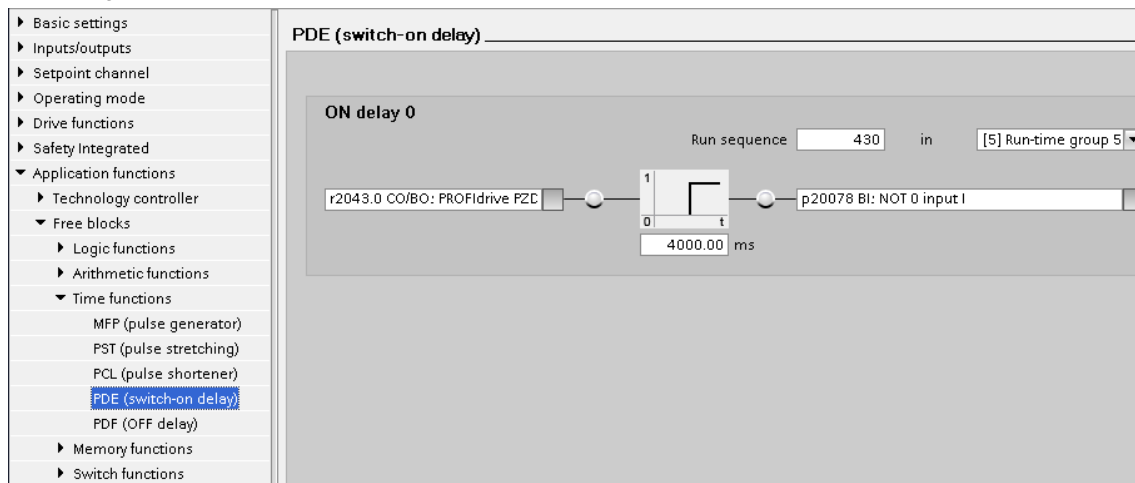 Basic settings
Inputs/outputs
Setpoint channel
Operating mode
Drive functions
Safety Integrated
Application functions
Technology controller
Free blocks
Logic functions
Arithmetic functions
Time functions
MFP (pulse generator)
PST (pulse stretching)
PCL (pulse shortener)
PDE (switch-on delay)
PDF (OFF delay)
Memory functions
Switch functions
PDE (switch-on delay)
ON delay 0
Run sequence 430 in [5] Run-time group 5
r2043.0 CO/BO: PROFIdrive PZD
1
0 t
p20078 BI: NOT 0 input I
4000.00 ms